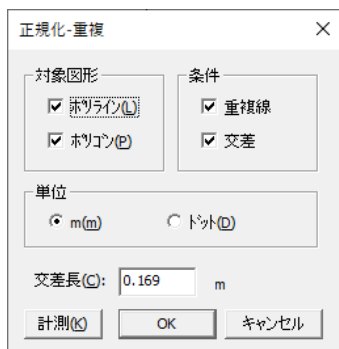 正規化-重複
対象図形
ポリライン(L)
ポリゴン(P)
条件
重複線
交差
単位
m(m)
ドット(D)
交差長(C): 0.169 m
計測(K) OK キャンセル